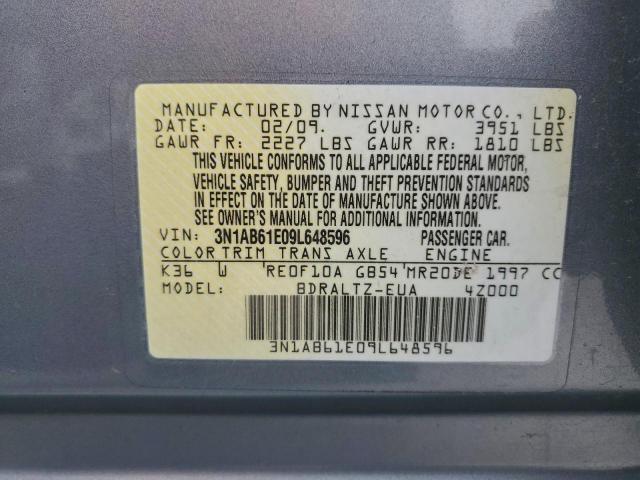 MANUFACTURED BY NISSAN MOTOR CO., LTD.
DATE: 02/09. GVWR: 3951 LBS
GAWR FR: 2227 LBS GAWR RR: 1810 LBS
THIS VEHICLE CONFORMS TO ALL APPLICABLE FEDERAL MOTOR,
VEHICLE SAFETY, BUMPER AND THEFT PREVENTION STANDARDS
IN EFFECT ON THE DATE OF MANUFACTURE SHOWN ABOVE.
SEE OWNER'S MANUAL FOR ADDITIONAL INFORMATION.
VIN: 3N1AB61E09L648596 PASSENGER CAR.
COLOR TRIM TRANS AXLE ENGINE
K36 W 'RE0F10A GB54'MR20DE 1997 CC
MODEL: BDRALTZ-EUA 4Z000
3N1AB61E09L648596